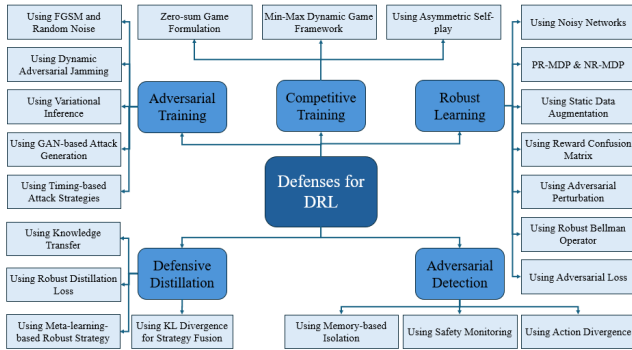 Using FGSM and
Random Noise
Zero-sum Game
Formulation
Min-Max Dynamic Game
Framework
Using Asymmetric Self-
play
Using Noisy Networks
Using Dynamic
Adversarial Jamming
PR-MDP & NR-MDP
Adversarial
Training
Competitive
Training
Robust
Learning
Using Variational
Inference
Using Static Data
Augmentation
Using GAN-based Attack
Generation
Using Reward Confusion
Matrix
Using Timing-based
Attack Strategies
Defenses for
DRL
Using Adversarial
Perturbation
Using Knowledge
Transfer
Using Robust Bellman
Operator
Using Robust Distillation
Loss
Defensive
Distillation
Adversarial
Detection
Using Adversarial Loss
Using Meta-learning-
based Robust Strategy
Using KL Divergence
for Strategy Fusion
Using Memory-based
Isolation
Using Safety Monitoring
Using Action Divergence